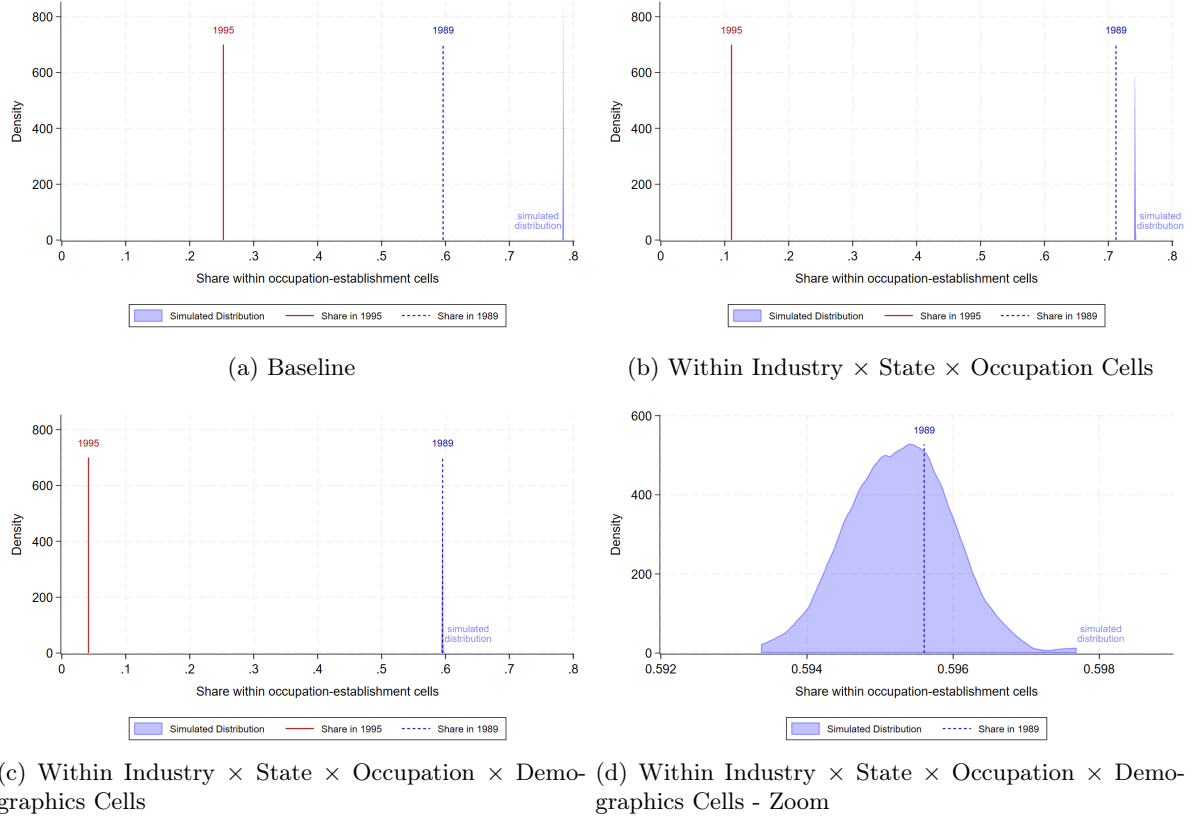 800
600
400
200
0
Density
1995
1989
simulated
distribution
0 .1 .2 .3 .4 .5 .6 .7 .8
Share within occupation-establishment cells
Simulated Distribution Share in 1995 Share in 1989
(a) Baseline
800
600
400
200
0
Density
1995
1989
simulated
distribution
0 .1 .2 .3 .4 .5 .6 .7 .8
Share within occupation-establishment cells
Simulated Distribution Share in 1995 Share in 1989
(b) Within Industry × State × Occupation Cells
800
600
400
200
0
Density
1995
1989
simulated
distribution
0 .1 .2 .3 .4 .5 .6 .7 .8
Share within occupation-establishment cells
Simulated Distribution Share in 1995 Share in 1989
(c) Within Industry × State × Occupation × Demo-
graphics Cells
600
400
200
0
Density
1989
simulated
distribution
0.592 0.594 0.596 0.598
Share within occupation-establishment cells
Simulated Distribution Share in 1989
(d) Within Industry × State × Occupation × Demo-
graphics Cells - Zoom